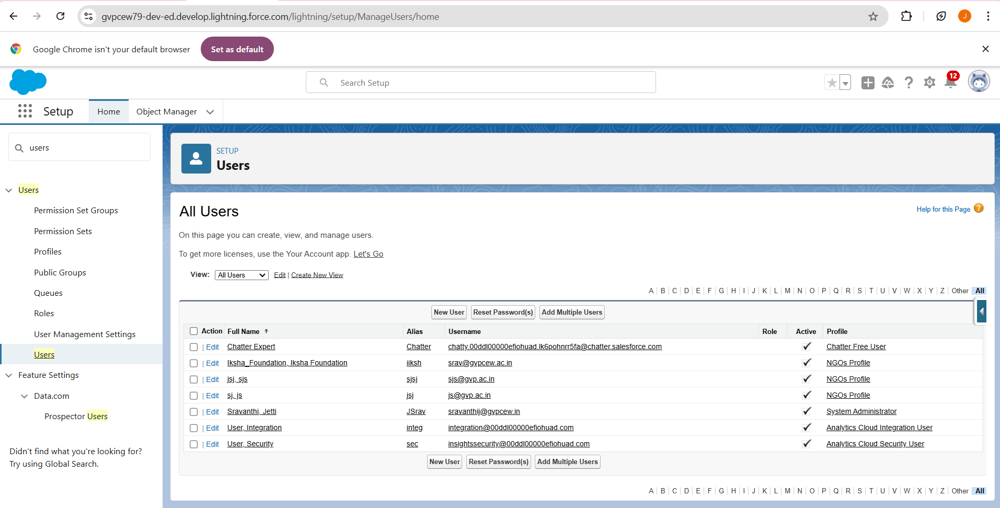 gvpcew79-dev-ed.develop.lightning.force.com/lightning/setup/ManageUsers/home
J
Google Chrome isn't your default browser
Set as default
Search Setup
12
Setup
Home
Object Manager
users
SETUP
Users
Users
Permission Set Groups
Permission Sets
Profiles
Public Groups
Queues
Roles
User Management Settings
Users
Feature Settings
Data.com
Prospector Users
Didn't find what you're looking for?
Try using Global Search.
All Users
Help for this Page ?
On this page you can create, view, and manage users.
To get more licenses, use the Your Account app. Let's Go
View: All Users Edit | Create New View
A | B | C | D | E | F | G | H | I | J | K | L | M | N | O | P | Q | R | S | T | U | V | W | X | Y | Z | Other | All
New User Reset Password(s) Add Multiple Users
Action Full Name ↑ Alias Username Role Active Profile
| Edit Chatter Expert Chatter chatty.00ddl00000efiohuad.lk6pohnrr5fa@chatter.salesforce.com ✓ Chatter Free User
| Edit Iksha_Foundation, Iksha Foundation iiksh srav@gvpcew.ac.in ✓ NGOs Profile
| Edit jsj, sjs sjsj sjs@gvp.ac.in ✓ NGOs Profile
| Edit sj, js jsj js@gvp.ac.in ✓ NGOs Profile
| Edit Sravanthi, Jetti JSrav sravanthij@gvpcew.in ✓ System Administrator
| Edit User, Integration integ integration@00ddl00000efiohuad.com ✓ Analytics Cloud Integration User
| Edit User, Security sec insightssecurity@00ddl00000efiohuad.com ✓ Analytics Cloud Security User
New User Reset Password(s) Add Multiple Users
A | B | C | D | E | F | G | H | I | J | K | L | M | N | O | P | Q | R | S | T | U | V | W | X | Y | Z | Other | All